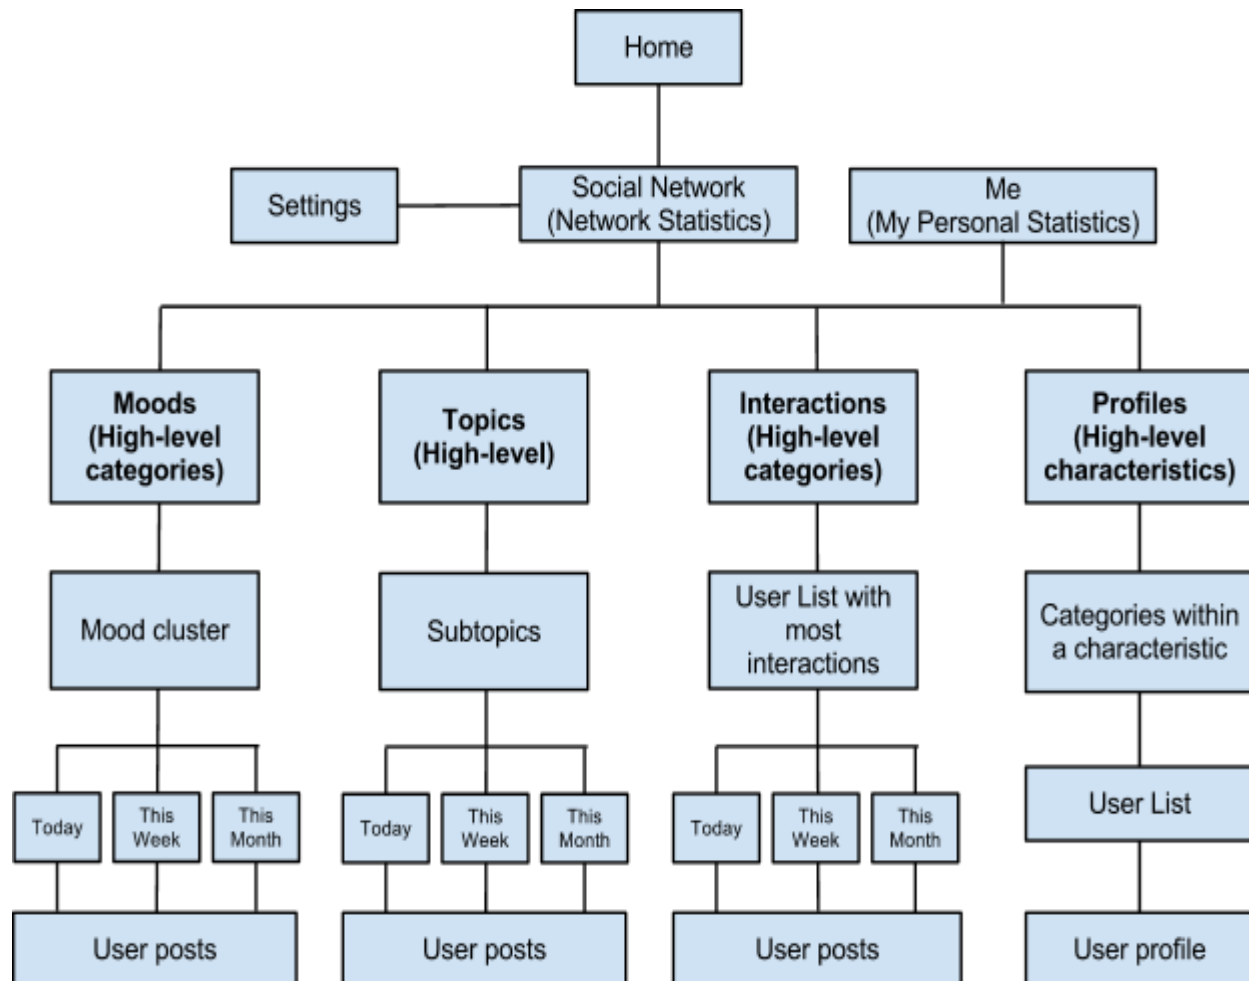 Home
Settings
Social Network
(Network Statistics)
Me
(My Personal Statistics)
Moods
(High-level
categories)
Topics
(High-level)
Interactions
(High-level
categories)
Profiles
(High-level
characteristics)
Mood cluster
Subtopics
User List with
most
interactions
Categories within
a characteristic
Today
This
Week
This
Month
Today
This
Week
This
Month
Today
This
Week
This
Month
User List
User posts
User posts
User posts
User profile